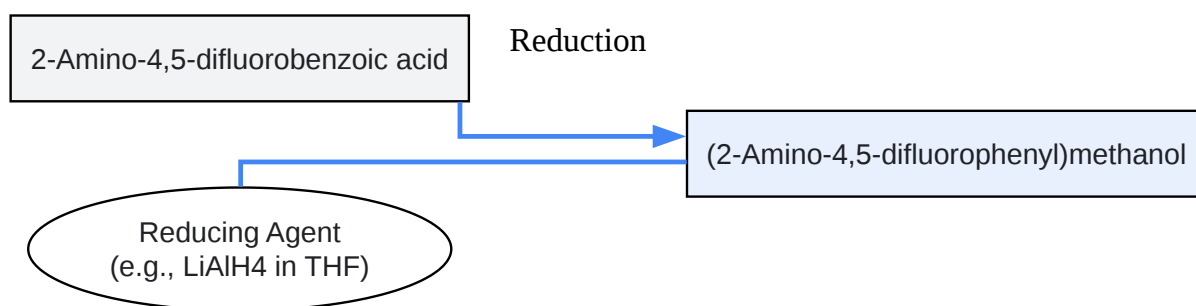 2-Amino-4,5-difluorobenzoic acid
Reduction
(2-Amino-4,5-difluorophenyl)methanol
Reducing Agent
(e.g., LiAlH4 in THF)